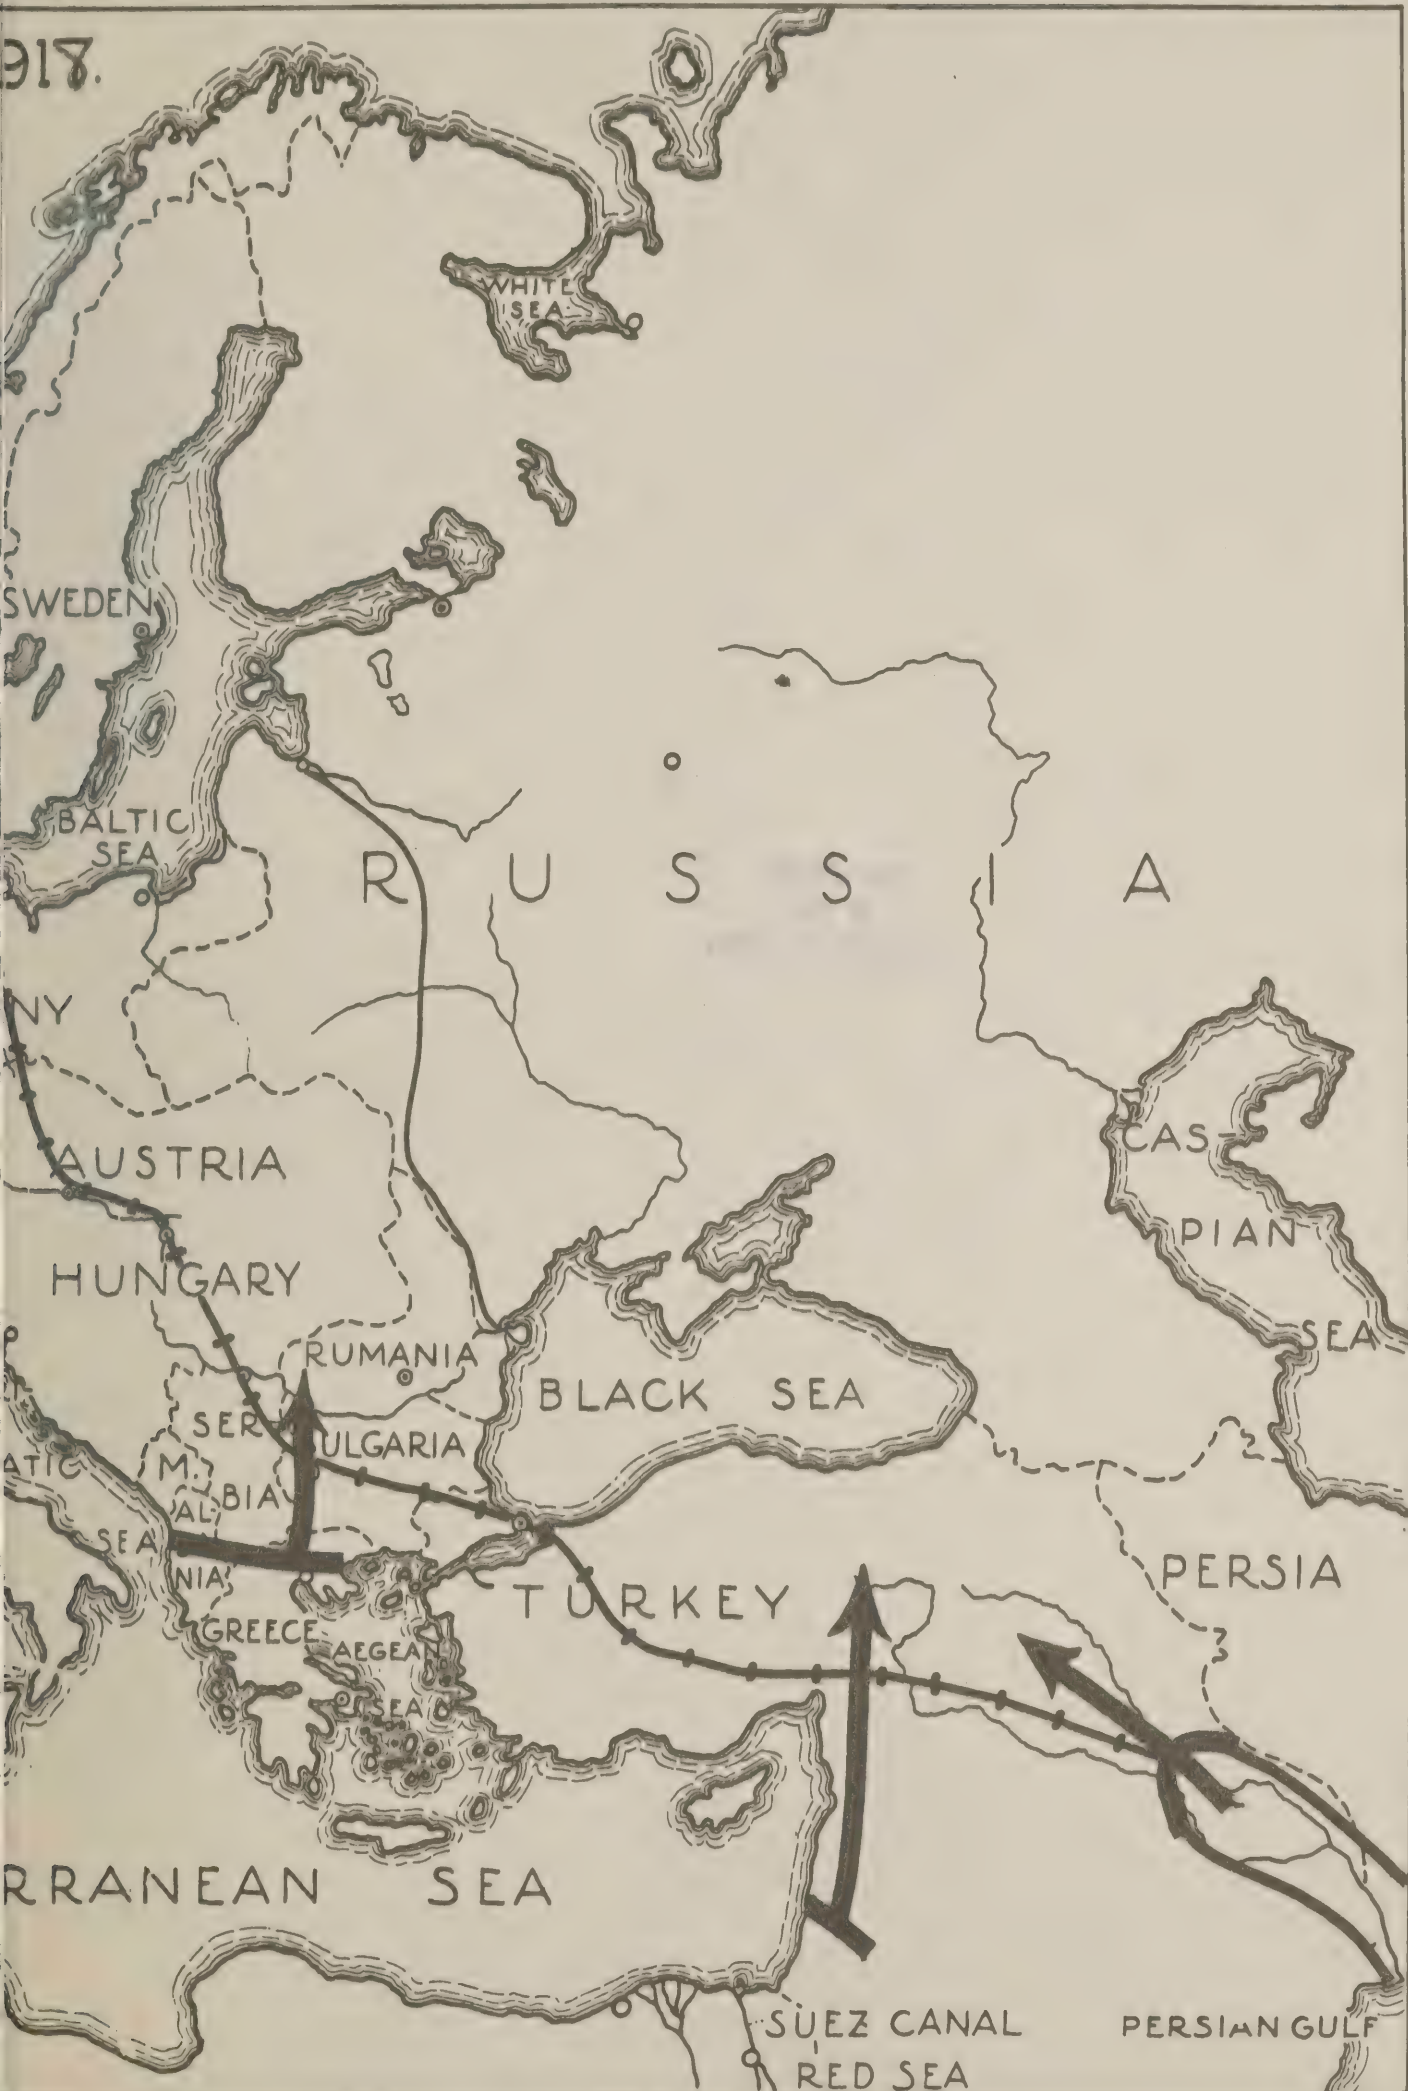 918.
WHITE
SEA
SWEDEN
BALTIC
SEA
RUSSIA
NY
AUSTRIA
CAS-
PIAN
SEA
HUNGARY
RUMANIA
BLACK SEA
SER
BIA
ULGARIA
ATIC
SEA
M.
AL-
NIA
PERSIA
TURKEY
GREECE
AEGEAN
SEA
RRANEAN SEA
SUEZ CANAL
RED SEA
PERSIAN GULF